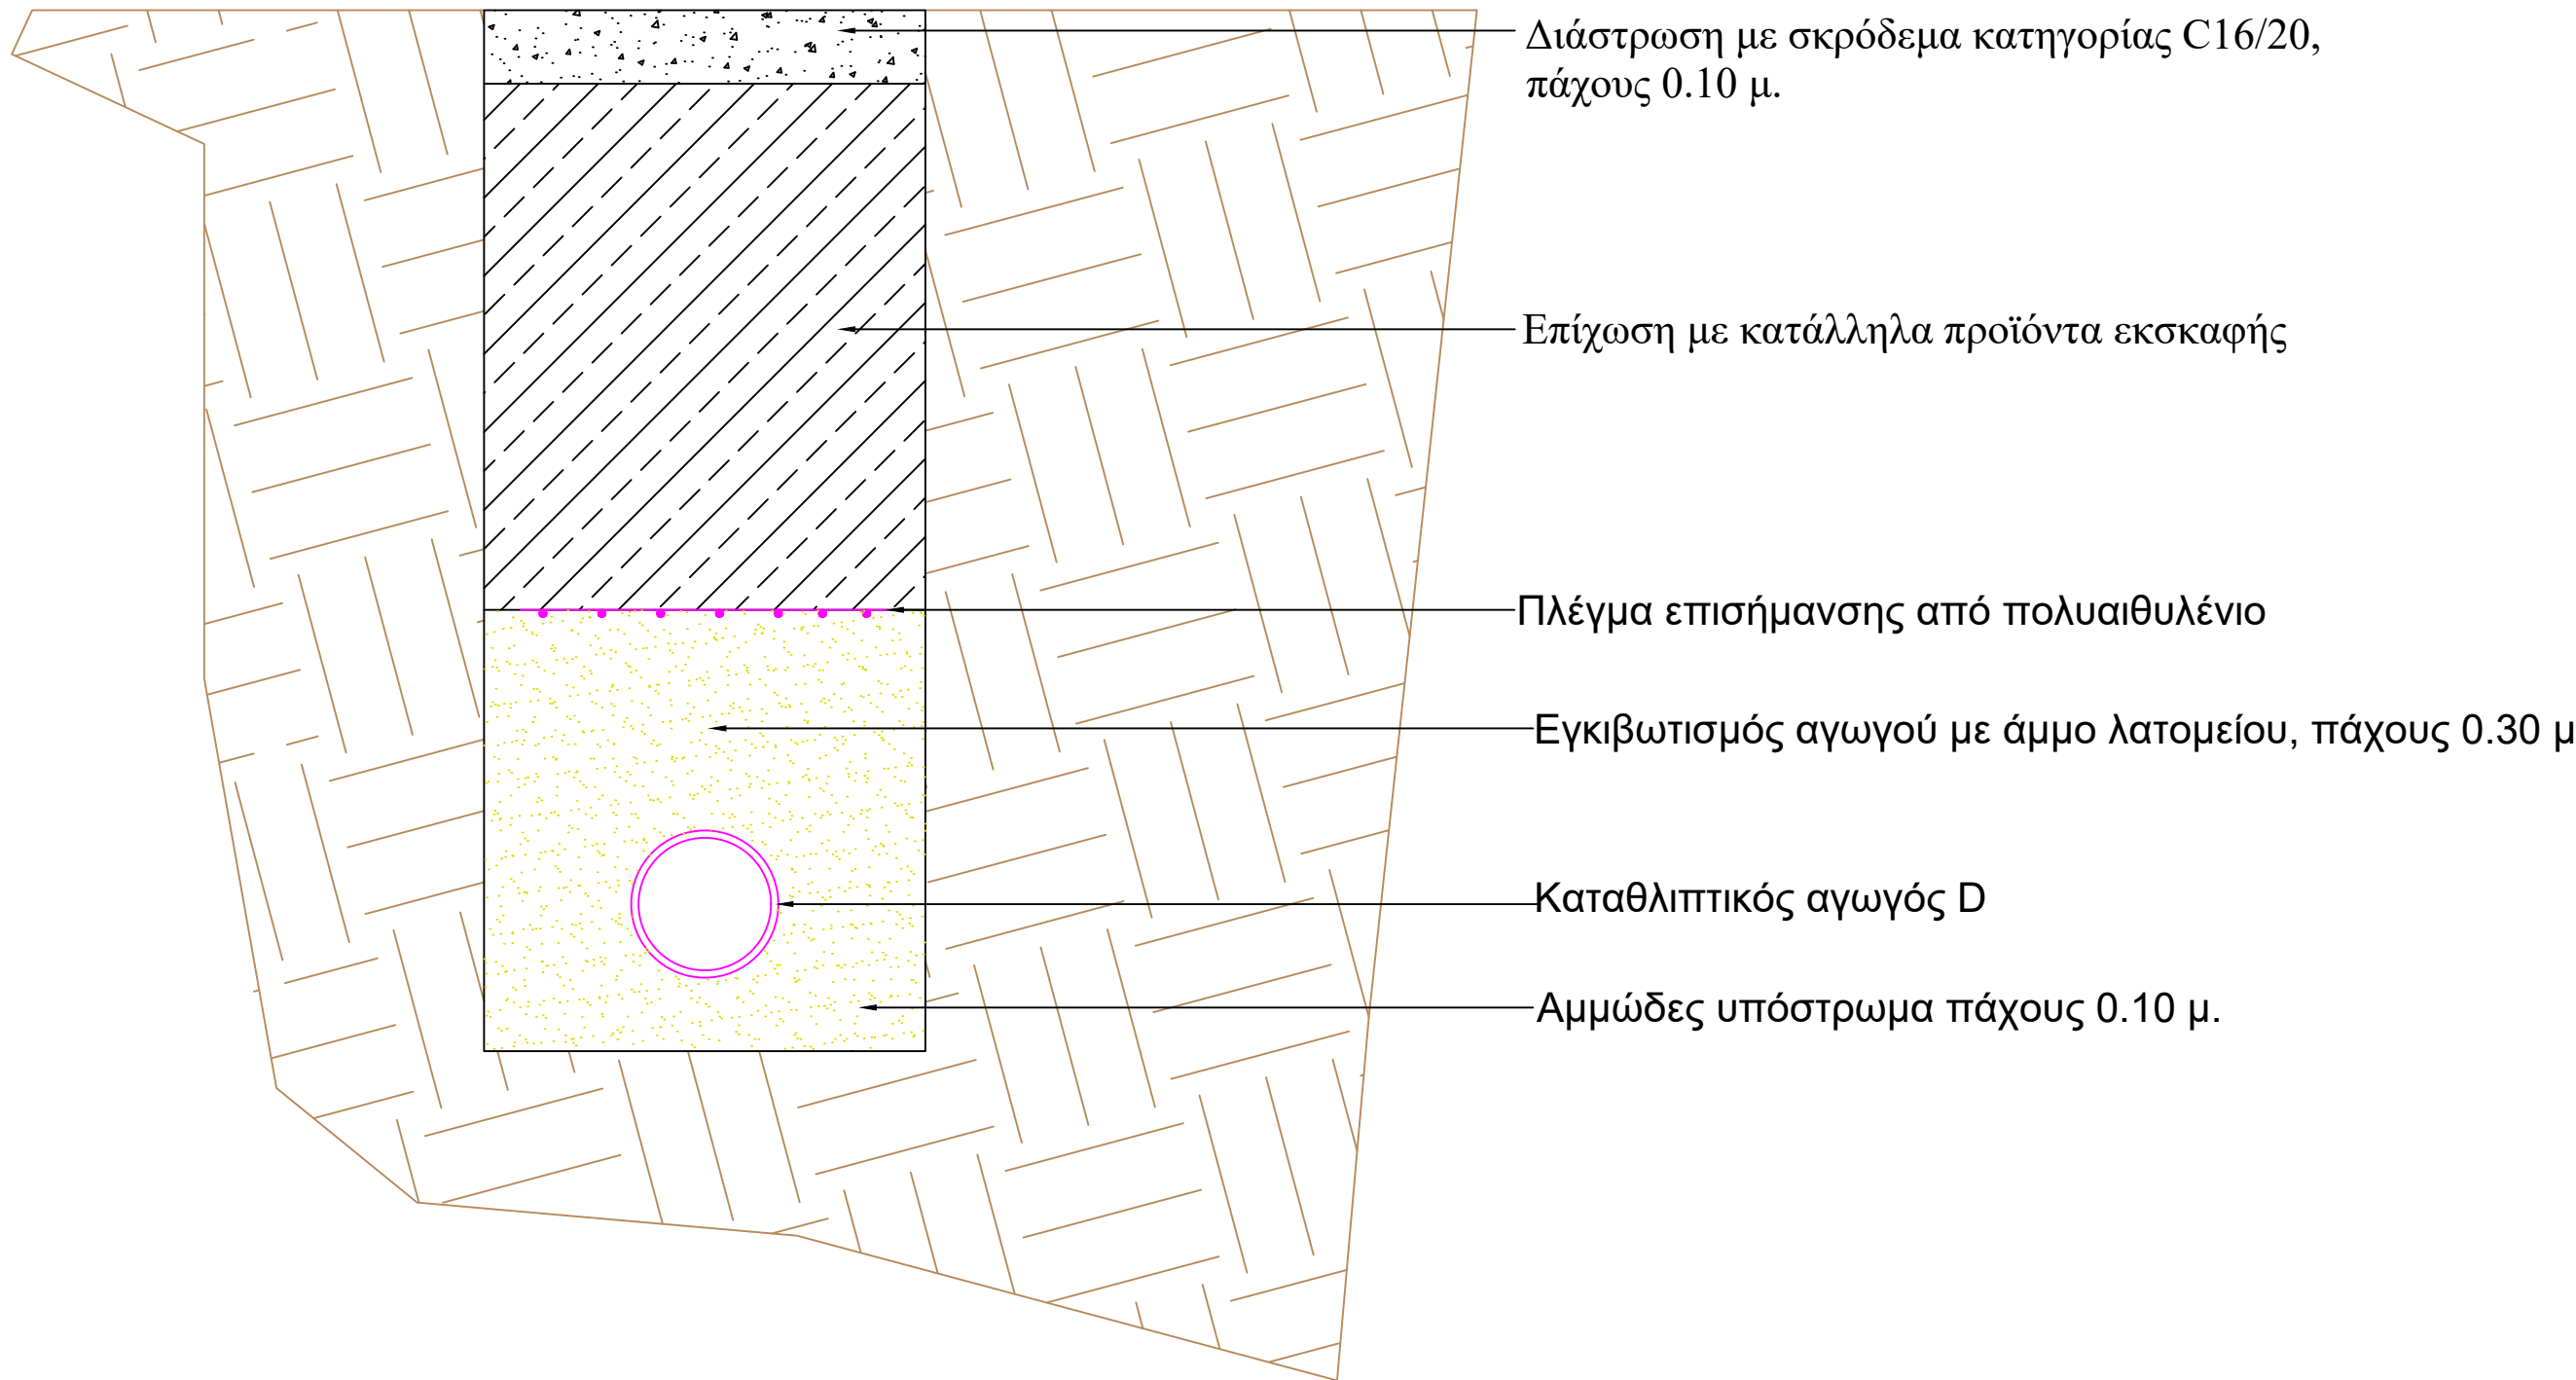 Διάστρωση με σκρόδεμα κατηγορίας C16/20,
πάχους 0.10 μ.
Επίχωση με κατάλληλα προϊόντα εκσκαφής
Πλέγμα επισήμανσης από πολυαιθυλένιο
Εγκιβωτισμός αγωγού με άμμο λατομείου, πάχους 0.30 μ
Καταθλιπτικός αγωγός D
Αμμώδες υπόστρωμα πάχους 0.10 μ.